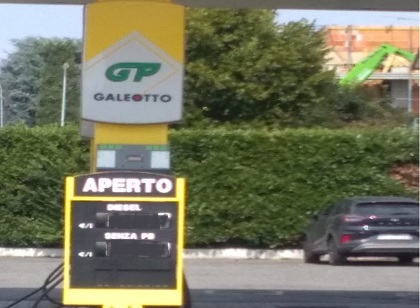 GP
GALEOTTO
APERTO
DIESEL
€/l
SENZA PB
€/l